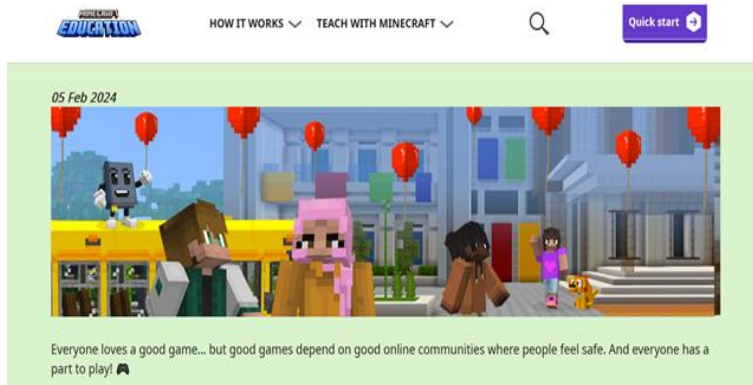 MINECRAFT
EDUCATION
HOW IT WORKS
TEACH WITH MINECRAFT
Quick start
05 Feb 2024
Everyone loves a good game... but good games depend on good online communities where people feel safe. And everyone has a
part to play! 🎮